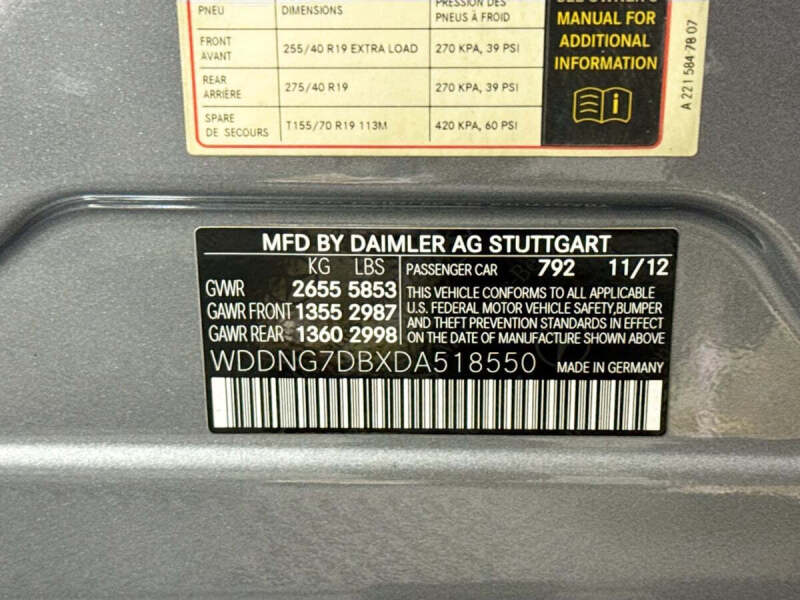 PNEU DIMENSIONS PRESSION DES PNEUS À FROID
FRONT AVANT 255/40 R19 EXTRA LOAD 270 KPA, 39 PSI
REAR ARRIÈRE 275/40 R19 270 KPA, 39 PSI
SPARE DE SECOURS T155/70 R19 113M 420 KPA, 60 PSI
SEE OWNER'S
MANUAL FOR
ADDITIONAL
INFORMATION
A 221 584 78 07
MFD BY DAIMLER AG STUTTGART
KG LBS
GVWR 2655 5853
GAWR FRONT 1355 2987
GAWR REAR 1360 2998
PASSENGER CAR 792 11/12
THIS VEHICLE CONFORMS TO ALL APPLICABLE
U.S. FEDERAL MOTOR VEHICLE SAFETY,BUMPER
AND THEFT PREVENTION STANDARDS IN EFFECT
ON THE DATE OF MANUFACTURE SHOWN ABOVE
WDDNG7DBXDA518550 MADE IN GERMANY